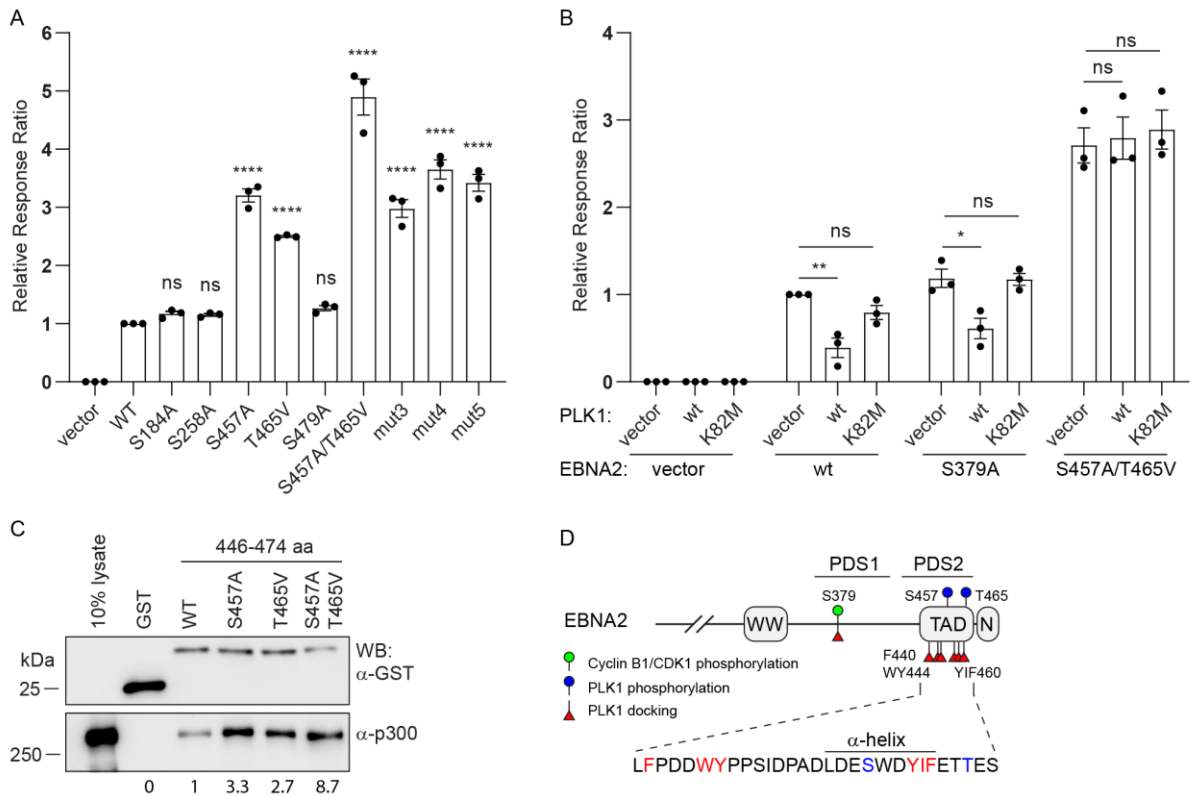 A
Relative Response Ratio
6
5
4
3
2
1
0
ns
ns
****
****
ns
****
****
****
****
vector
WT
S184A
S258A
S457A
T465V
S479A
S457A/T465V
mut3
mut4
mut5
B
Relative Response Ratio
4
3
2
1
0
ns
**
ns
*
ns
ns
PLK1:
vector
wt
K82M
vector
wt
K82M
vector
wt
K82M
vector
wt
K82M
EBNA2:
vector
wt
S379A
S457A/T465V
C
446-474 aa
10% lysate
GST
WT
S457A
T465V
S457A
T465V
kDa
25
WB:
α-GST
250
α-p300
0 1 3.3 2.7 8.7
D
PDS1 PDS2
S379 S457 T465
EBNA2 WW TAD N
Cyclin B1/CDK1 phosphorylation
PLK1 phosphorylation
PLK1 docking
F440
WY444 YIF460
α-helix
LFPDDWYPPSIDPADLDESWDYIFETTES